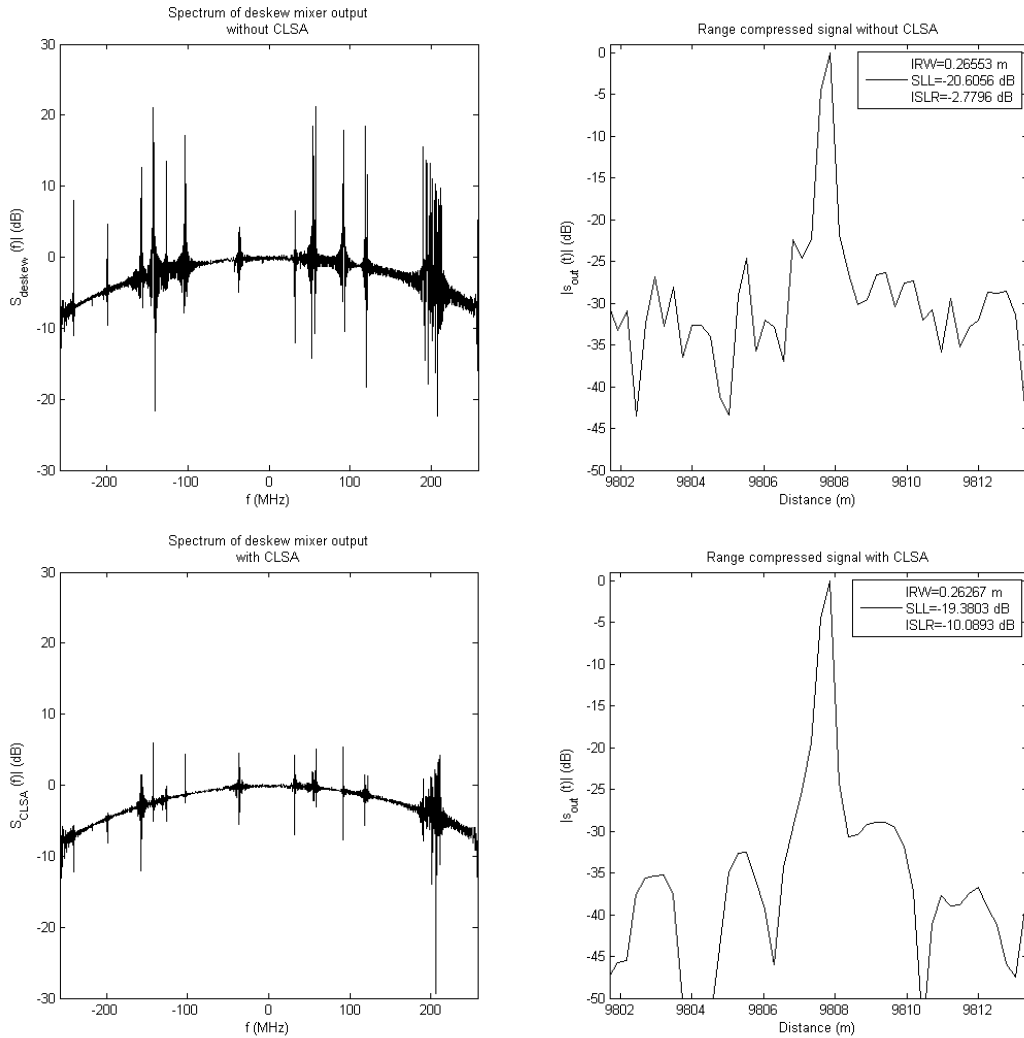 Spectrum of deskew mixer output
without CLSA
30
20
10
0
-10
-20
-30
S_deskew, (f)| (dB)
-200
-100
0
100
200
f (MHz)
Range compressed signal without CLSA
IRW=0.26553 m
SLL=-20.6056 dB
ISLR=-2.7796 dB
0
-5
-10
-15
-20
-25
-30
-35
-40
-45
-50
|s_out (t)| (dB)
9802
9804
9806
9808
9810
9812
Distance (m)
Spectrum of deskew mixer output
with CLSA
30
20
10
0
-10
-20
-30
S_CLSA (f)| (dB)
-200
-100
0
100
200
f (MHz)
Range compressed signal with CLSA
IRW=0.26267 m
SLL=-19.3803 dB
ISLR=-10.0893 dB
0
-5
-10
-15
-20
-25
-30
-35
-40
-45
-50
|s_out (t)| (dB)
9802
9804
9806
9808
9810
9812
Distance (m)